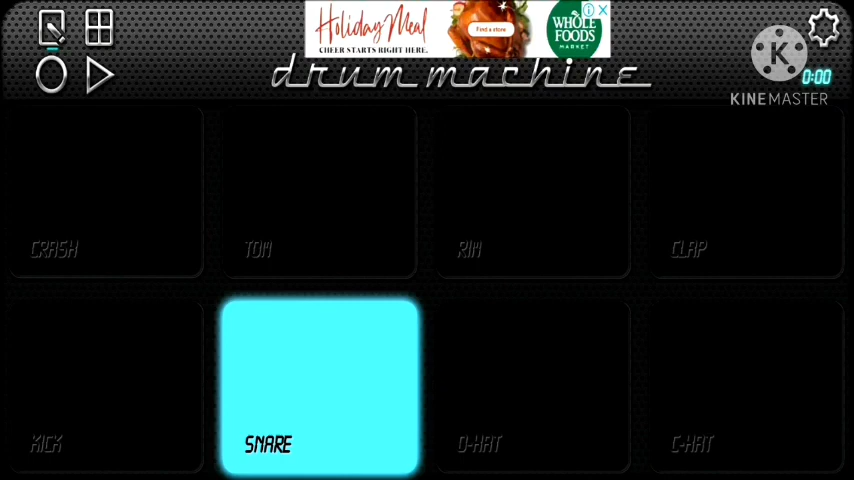 Holiday Meal
CHEER STARTS RIGHT HERE.
Find a store
WHOLE
FOODS
MARKET
drum machine
0:00
K
KINEMASTER
CRASH
TOM
RIM
CLAP
KICK
SNARE
O-HAT
C-HAT